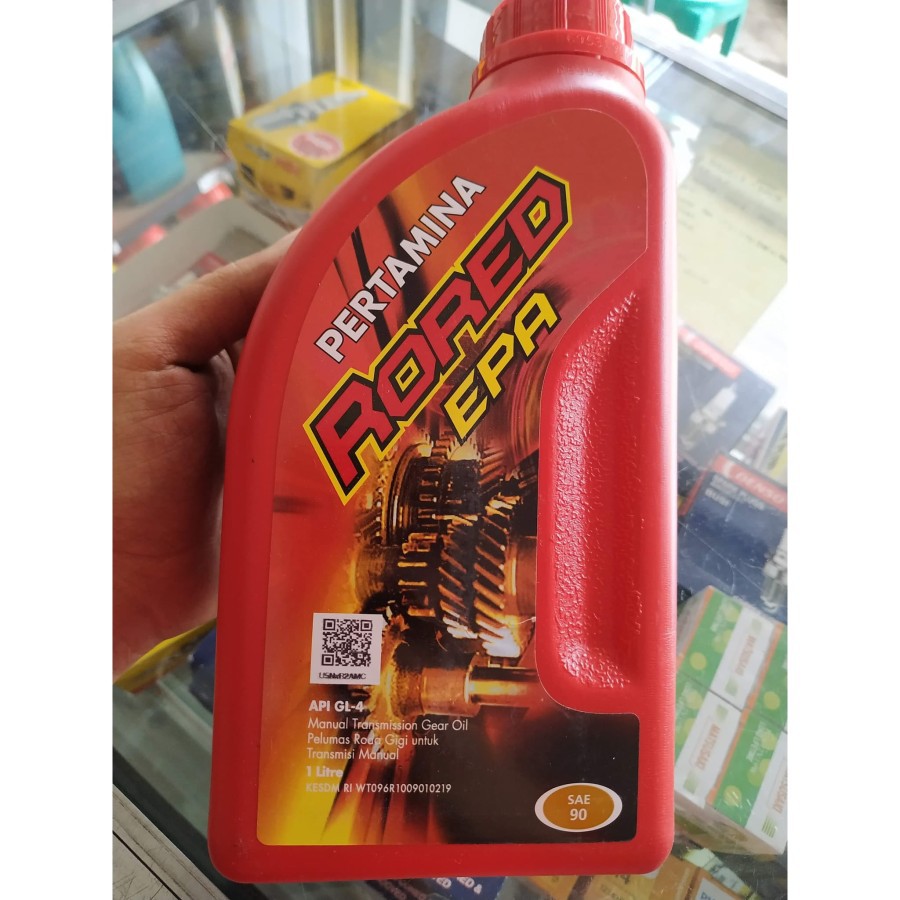 PERTAMINA
RORED
EPA
API GL-4
Manual Transmission Gear Oil
Pelumas Roda Gigi untuk
Transmisi Manual
1 Litre
KESDM RI WT096R1009010219
SAE
90
DENSO